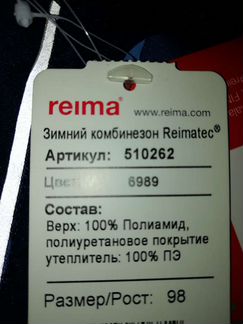 reima® www.reima.com
Зимний комбинезон Reimatec®
Артикул: 510262
Цвет: 6989
Состав:
Верх: 100% Полиамид,
полиуретановое покрытие
утеплитель: 100% ПЭ
Размер/Рост: 98